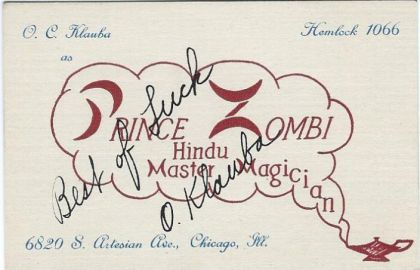 O. C. Klauba
Hemlock 1066
as
PRINCE ZOMBI
Hindu
Master Magician
Best of Luck
O. Klauba
6820 S. Artesian Ave., Chicago, Ill.